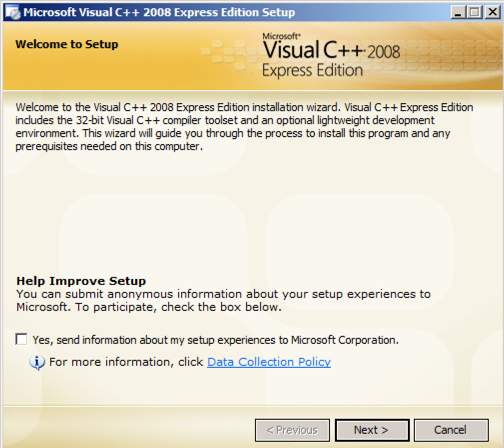 Microsoft Visual C++ 2008 Express Edition Setup
Welcome to Setup
Microsoft®
Visual C++ 2008
Express Edition
Welcome to the Visual C++ 2008 Express Edition installation wizard. Visual C++ Express Edition
includes the 32-bit Visual C++ compiler toolset and an optional lightweight development
environment. This wizard will guide you through the process to install this program and any
prerequisites needed on this computer.
Help Improve Setup
You can submit anonymous information about your setup experiences to
Microsoft. To participate, check the box below.
Yes, send information about my setup experiences to Microsoft Corporation.
For more information, click Data Collection Policy
< Previous
Next >
Cancel